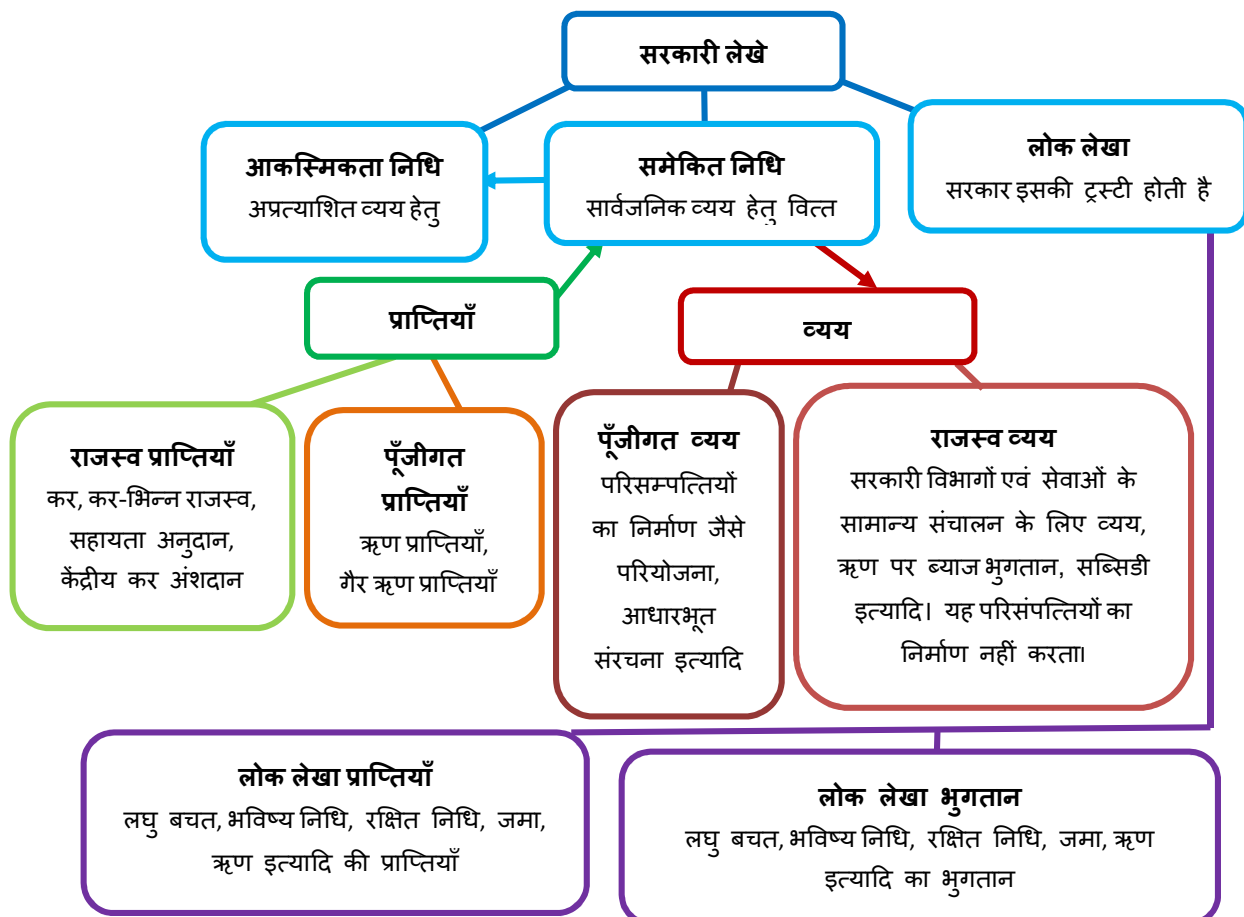 सरकारी लेखे
आकस्मिकता निधि
अप्रत्याशित व्यय हेतु
समेकित निधि
सार्वजनिक व्यय हेतु वित्त
लोक लेखा
सरकार इसकी ट्रस्टी होती है
प्राप्तियाँ
व्यय
राजस्व प्राप्तियाँ
कर, कर-भिन्न राजस्व,
सहायता अनुदान,
केंद्रीय कर अंशदान
पूँजीगत
प्राप्तियाँ
ऋण प्राप्तियाँ,
गैर ऋण प्राप्तियाँ
पूँजीगत व्यय
परिसम्पत्तियों
का निर्माण जैसे
परियोजना,
आधारभूत
संरचना इत्यादि
राजस्व व्यय
सरकारी विभागों एवं सेवाओं के
सामान्य संचालन के लिए व्यय,
ऋण पर ब्याज भुगतान, सब्सिडी
इत्यादि। यह परिसंपत्तियों का
निर्माण नहीं करता।
लोक लेखा प्राप्तियाँ
लघु बचत, भविष्य निधि, रक्षित निधि, जमा,
ऋण इत्यादि की प्राप्तियाँ
लोक लेखा भुगतान
लघु बचत, भविष्य निधि, रक्षित निधि, जमा, ऋण
इत्यादि का भुगतान